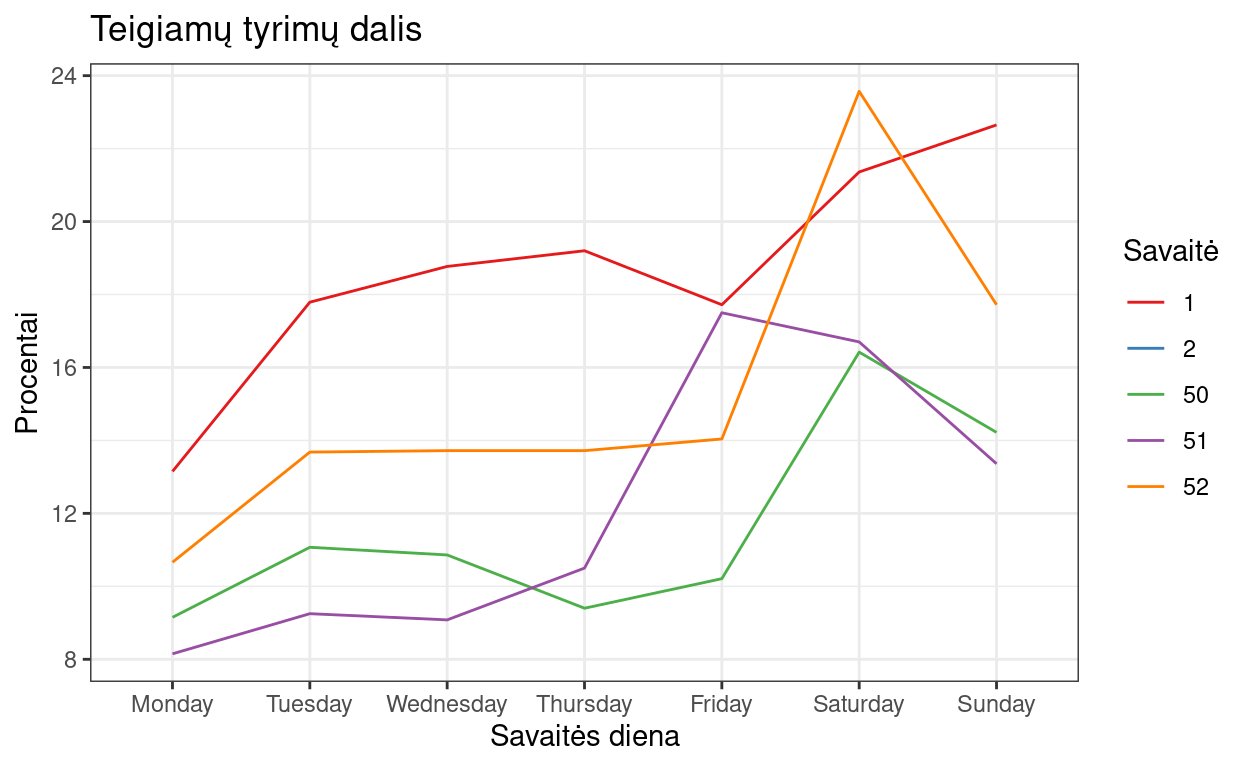 Teigiamų tyrimų dalis
Procentai
24
20
16
12
8
Monday
Tuesday
Wednesday
Thursday
Friday
Saturday
Sunday
Savaitės diena
Savaitė
1
2
50
51
52